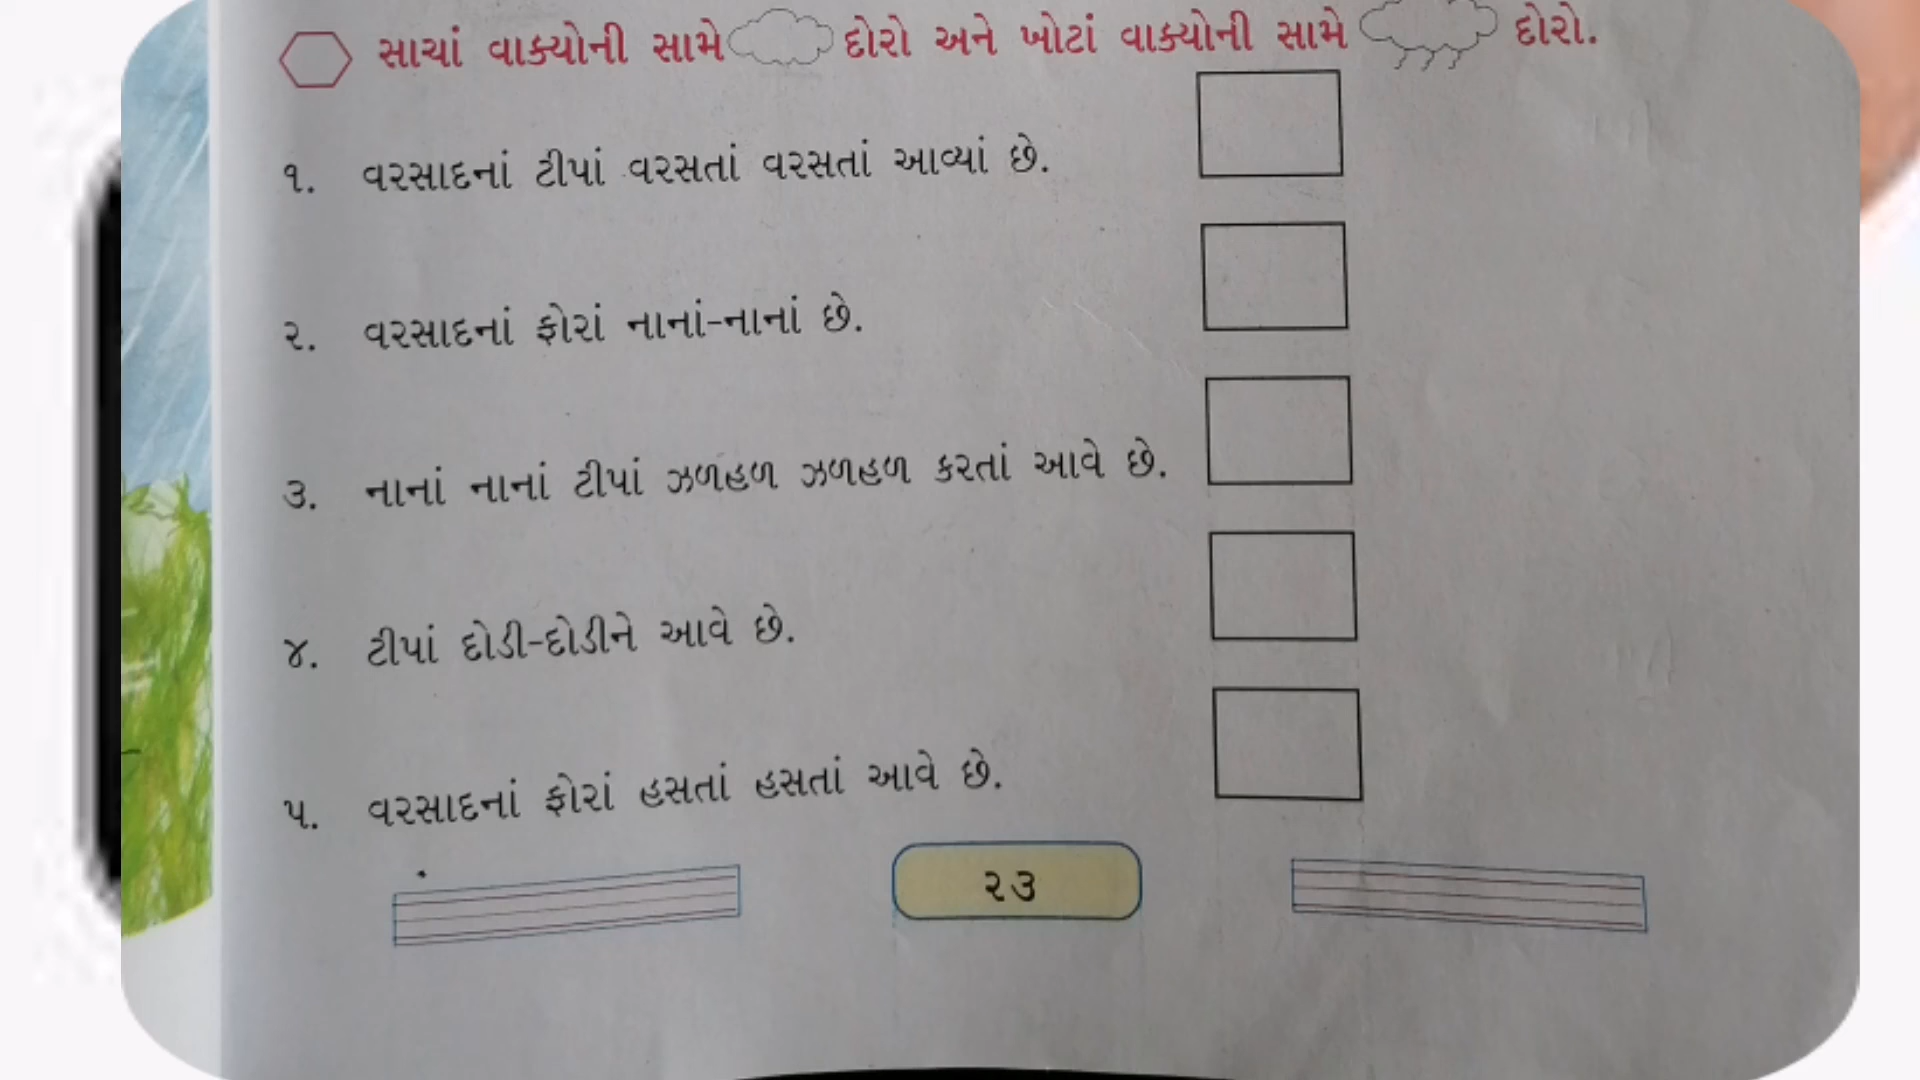 સાચાં વાક્યોની સામે દોરો અને ખોટાં વાક્યોની સામે દોરો.
૧. વરસાદનાં ટીપાં વરસતાં વરસતાં આવ્યાં છે.
૨. વરસાદનાં ફોરાં નાનાં-નાનાં છે.
૩. નાનાં નાનાં ટીપાં ઝળહળ ઝળહળ કરતાં આવે છે.
૪. ટીપાં દોડી-દોડીને આવે છે.
૫. વરસાદનાં ફોરાં હસતાં હસતાં આવે છે.
૨૩